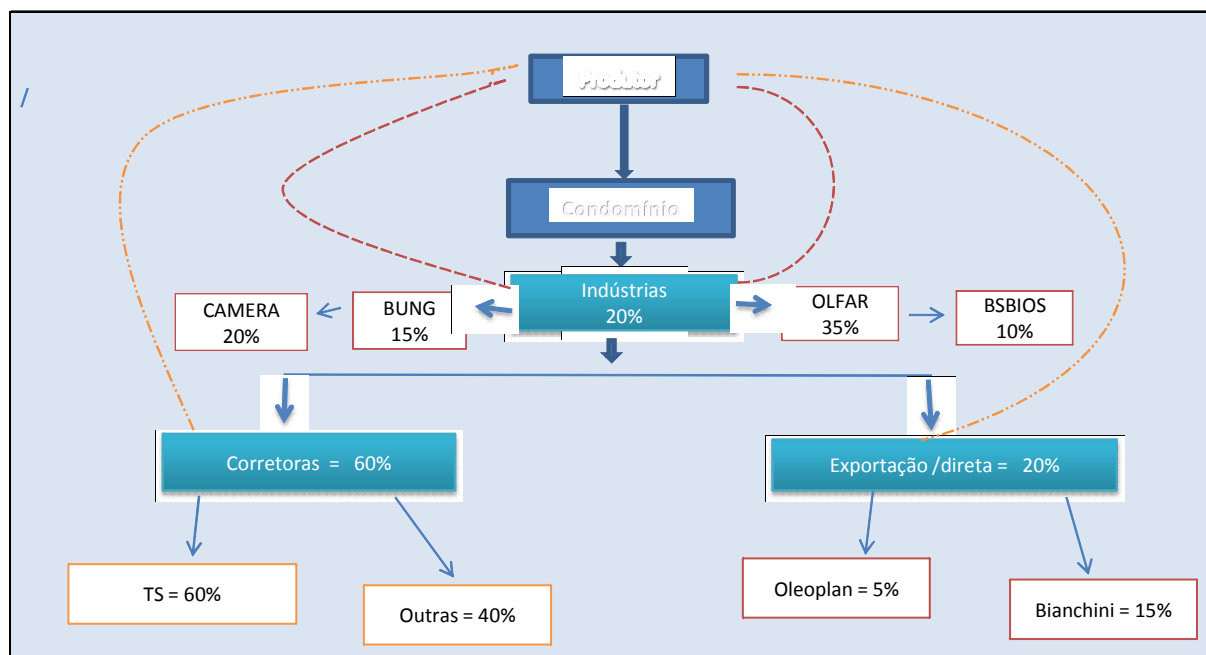 Produtor
/
Condomínio
Indústrias
20%
CAMERA
20%
BUNG
15%
OLFAR
35%
BSBIOS
10%
Corretoras = 60%
Exportação /direta = 20%
TS = 60%
Outras = 40%
Oleoplan = 5%
Bianchini = 15%